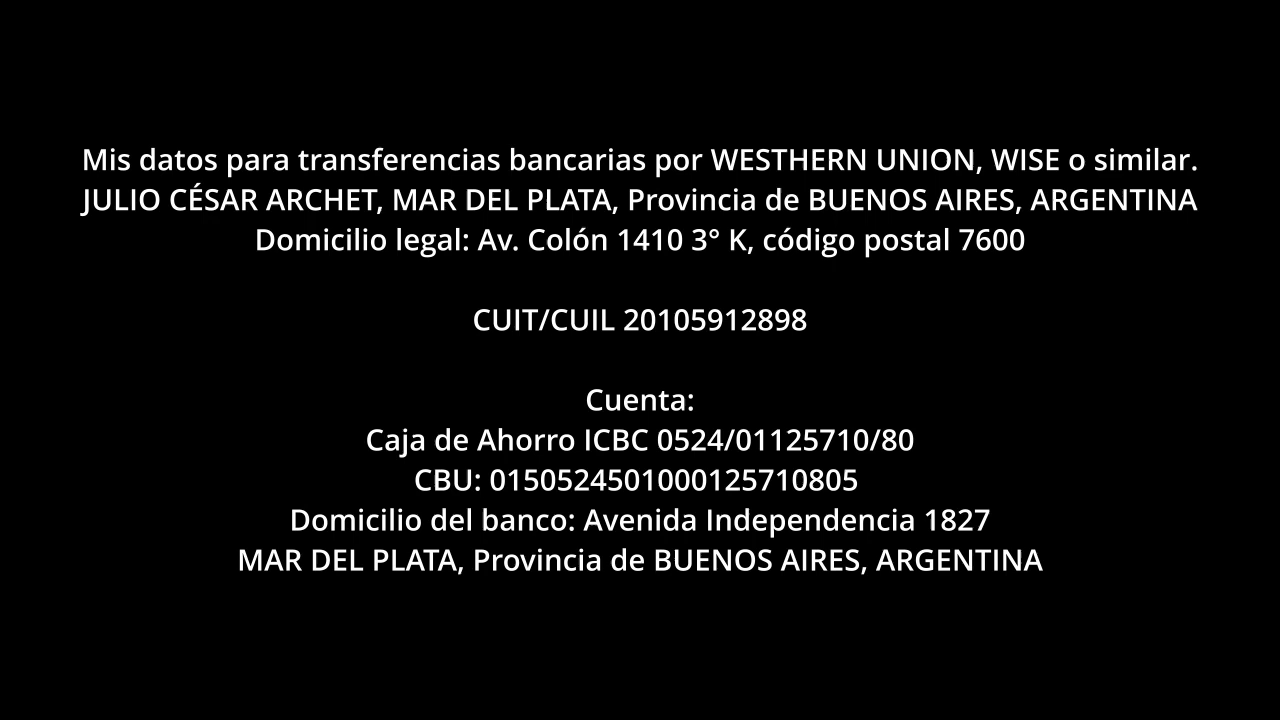 Mis datos para transferencias bancarias por WESTHERN UNION, WISE o similar.
JULIO CÉSAR ARCHET, MAR DEL PLATA, Provincia de BUENOS AIRES, ARGENTINA
Domicilio legal: Av. Colón 1410 3° K, código postal 7600
CUIT/CUIL 20105912898
Cuenta:
Caja de Ahorro ICBC 0524/01125710/80
CBU: 0150524501000125710805
Domicilio del banco: Avenida Independencia 1827
MAR DEL PLATA, Provincia de BUENOS AIRES, ARGENTINA